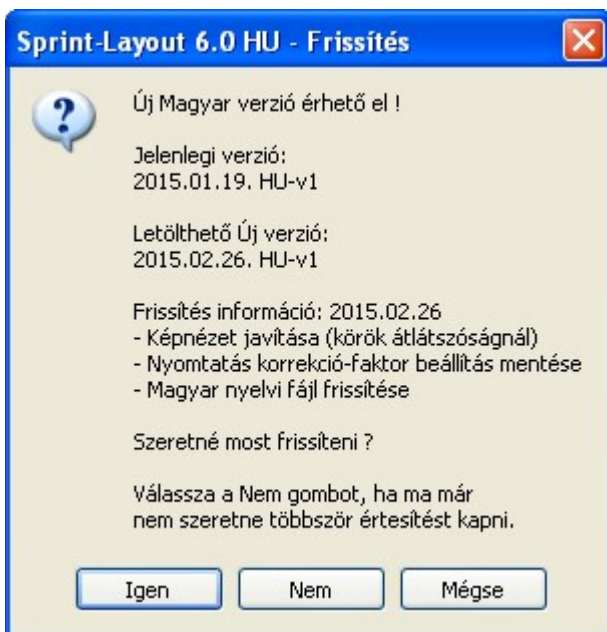 Sprint-Layout 6.0 HU - Frissítés
Új Magyar verzió érhető el !
Jelenlegi verzió:
2015.01.19. HU-v1
Letölthető Új verzió:
2015.02.26. HU-v1
Frissítés információ: 2015.02.26
- Képnézet javítása (körök átlátszóságnál)
- Nyomtatás korrekció-faktor beállítás mentése
- Magyar nyelvi fájl frissítése
Szeretné most frissíteni ?
Válassza a Nem gombot, ha ma már
nem szeretne többször értesítést kapni.
Igen Nem Mégse